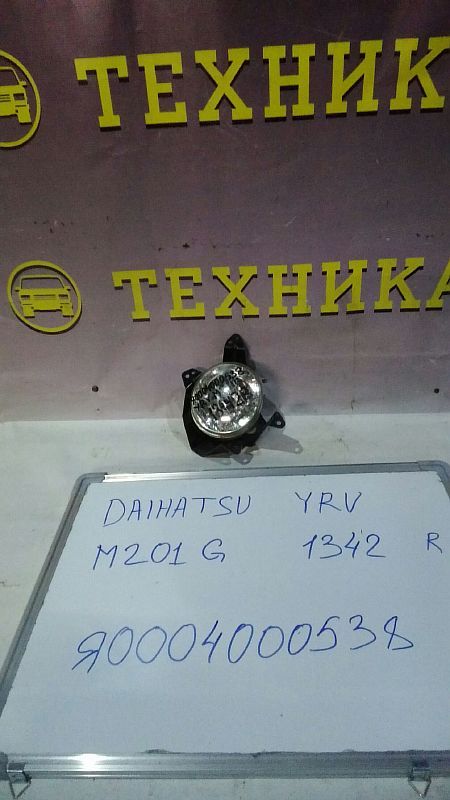 ТЕХНИК
ТЕХНИКА
DAIHATSU YRV
M201G 1342 R
Я0004000538